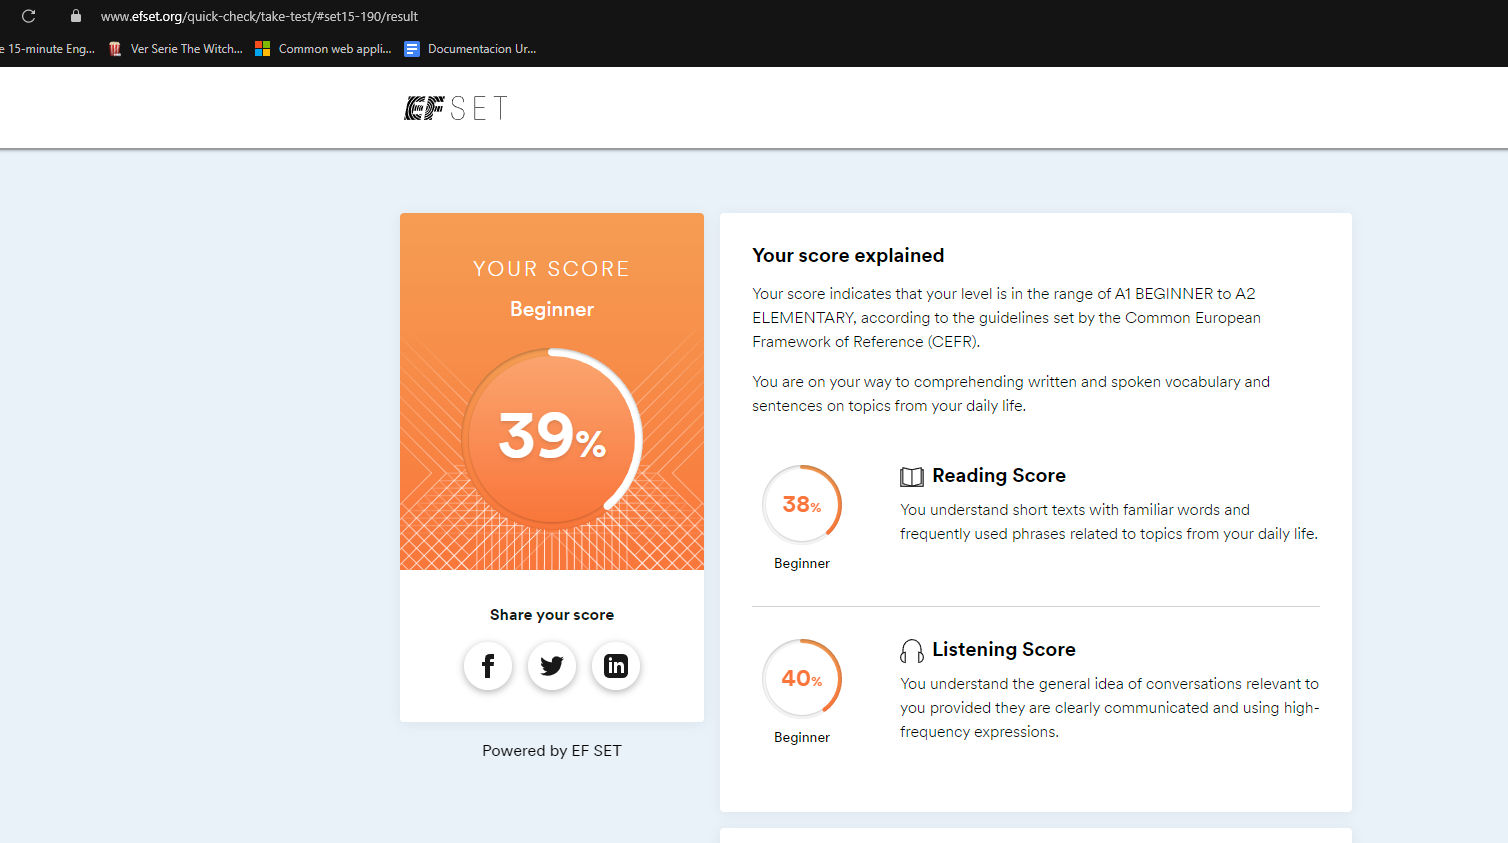 www.efset.org/quick-check/take-test/#set15-190/result
e 15-minute Eng...
Ver Serie The Witch...
Common web appli...
Documentacion Ur...
EF SET
YOUR SCORE
Beginner
39%
Share your score
Powered by EF SET
Your score explained
Your score indicates that your level is in the range of A1 BEGINNER to A2
ELEMENTARY, according to the guidelines set by the Common European
Framework of Reference (CEFR).
You are on your way to comprehending written and spoken vocabulary and
sentences on topics from your daily life.
38%
Beginner
Reading Score
You understand short texts with familiar words and
frequently used phrases related to topics from your daily life.
40%
Beginner
Listening Score
You understand the general idea of conversations relevant to
you provided they are clearly communicated and using high-
frequency expressions.